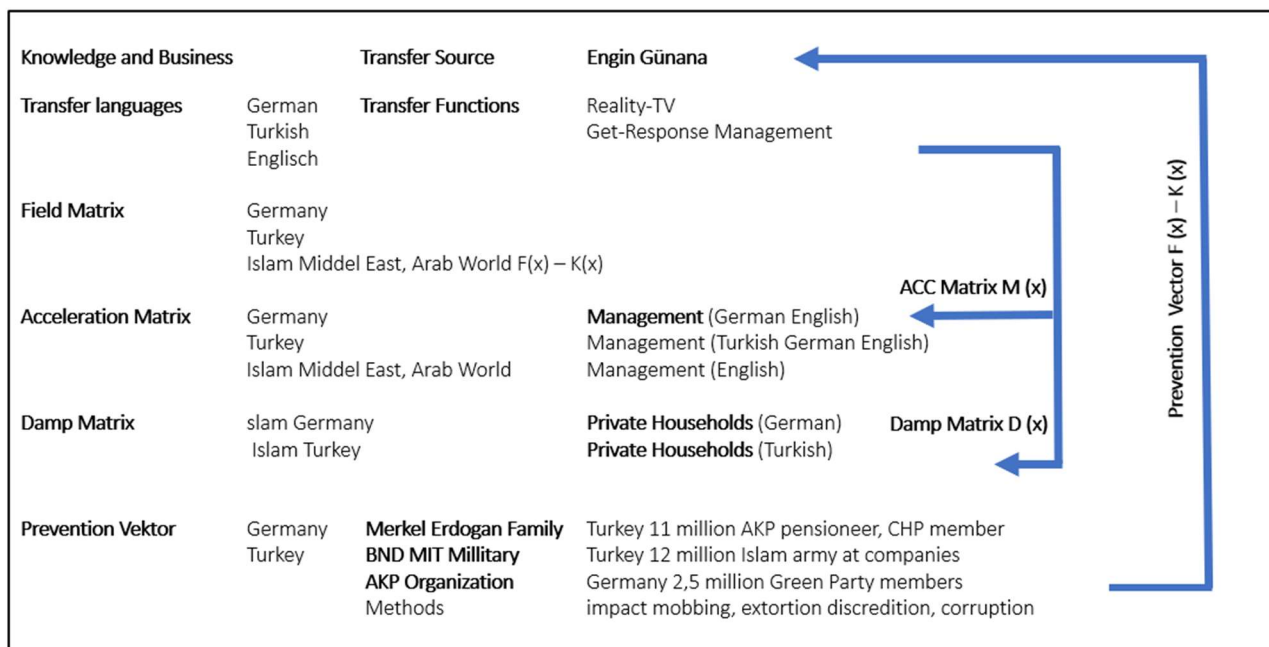 Knowledge and Business Transfer Source Engin Günana
Transfer languages German Transfer Functions Reality-TV
Turkish Get-Response Management
Englisch
Field Matrix Germany
Turkey
Islam Middel East, Arab World F(x) – K(x)
ACC Matrix M (x)
Acceleration Matrix Germany Management (German English)
Turkey Management (Turkish German English)
Islam Middel East, Arab World Management (English)
Damp Matrix slam Germany Private Households (German) Damp Matrix D (x)
Islam Turkey Private Households (Turkish)
Prevention Vektor Germany Merkel Erdogan Family Turkey 11 million AKP pensioneer, CHP member
Turkey BND MIT Millitary Turkey 12 million Islam army at companies
AKP Organization Germany 2,5 million Green Party members
Methods impact mobbing, extortion discredition, corruption
Prevention Vector F (x) – K (x)